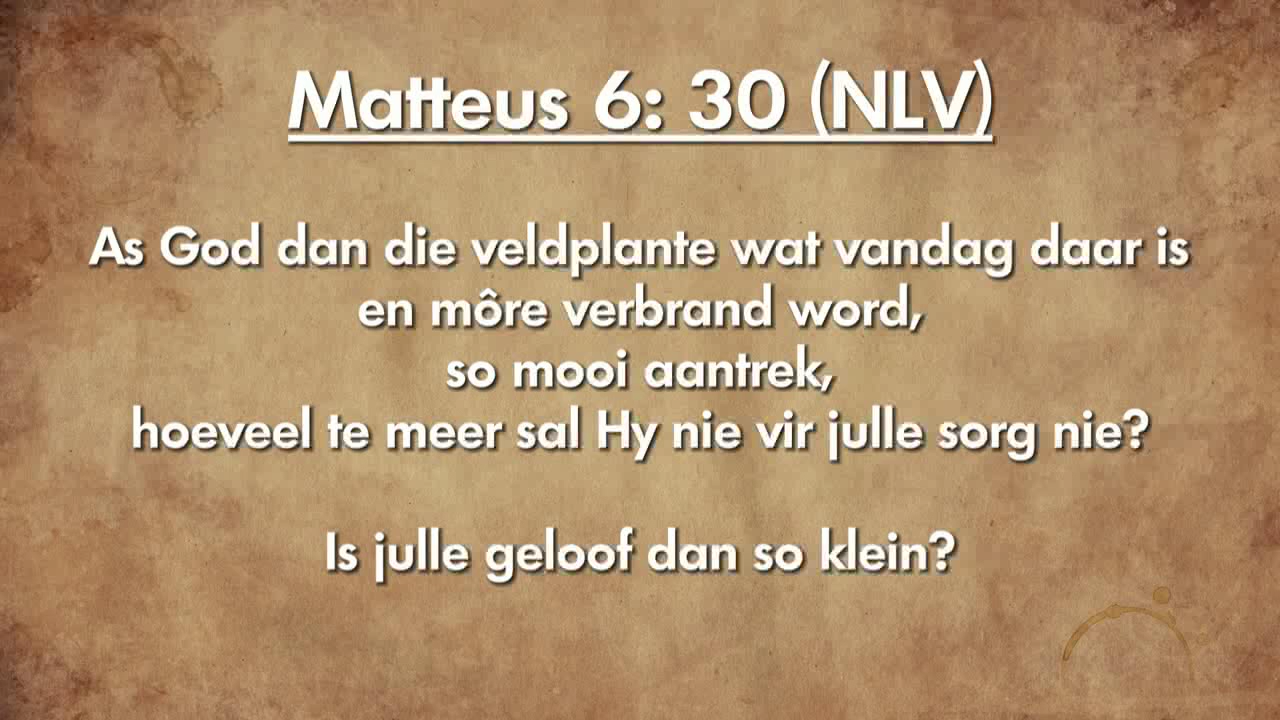 Matteus 6: 30 (NLV)
As God dan die veldplante wat vandag daar is
en môre verbrand word,
so mooi aantrek,
hoeveel te meer sal Hy nie vir julle sorg nie?
Is julle geloof dan so klein?